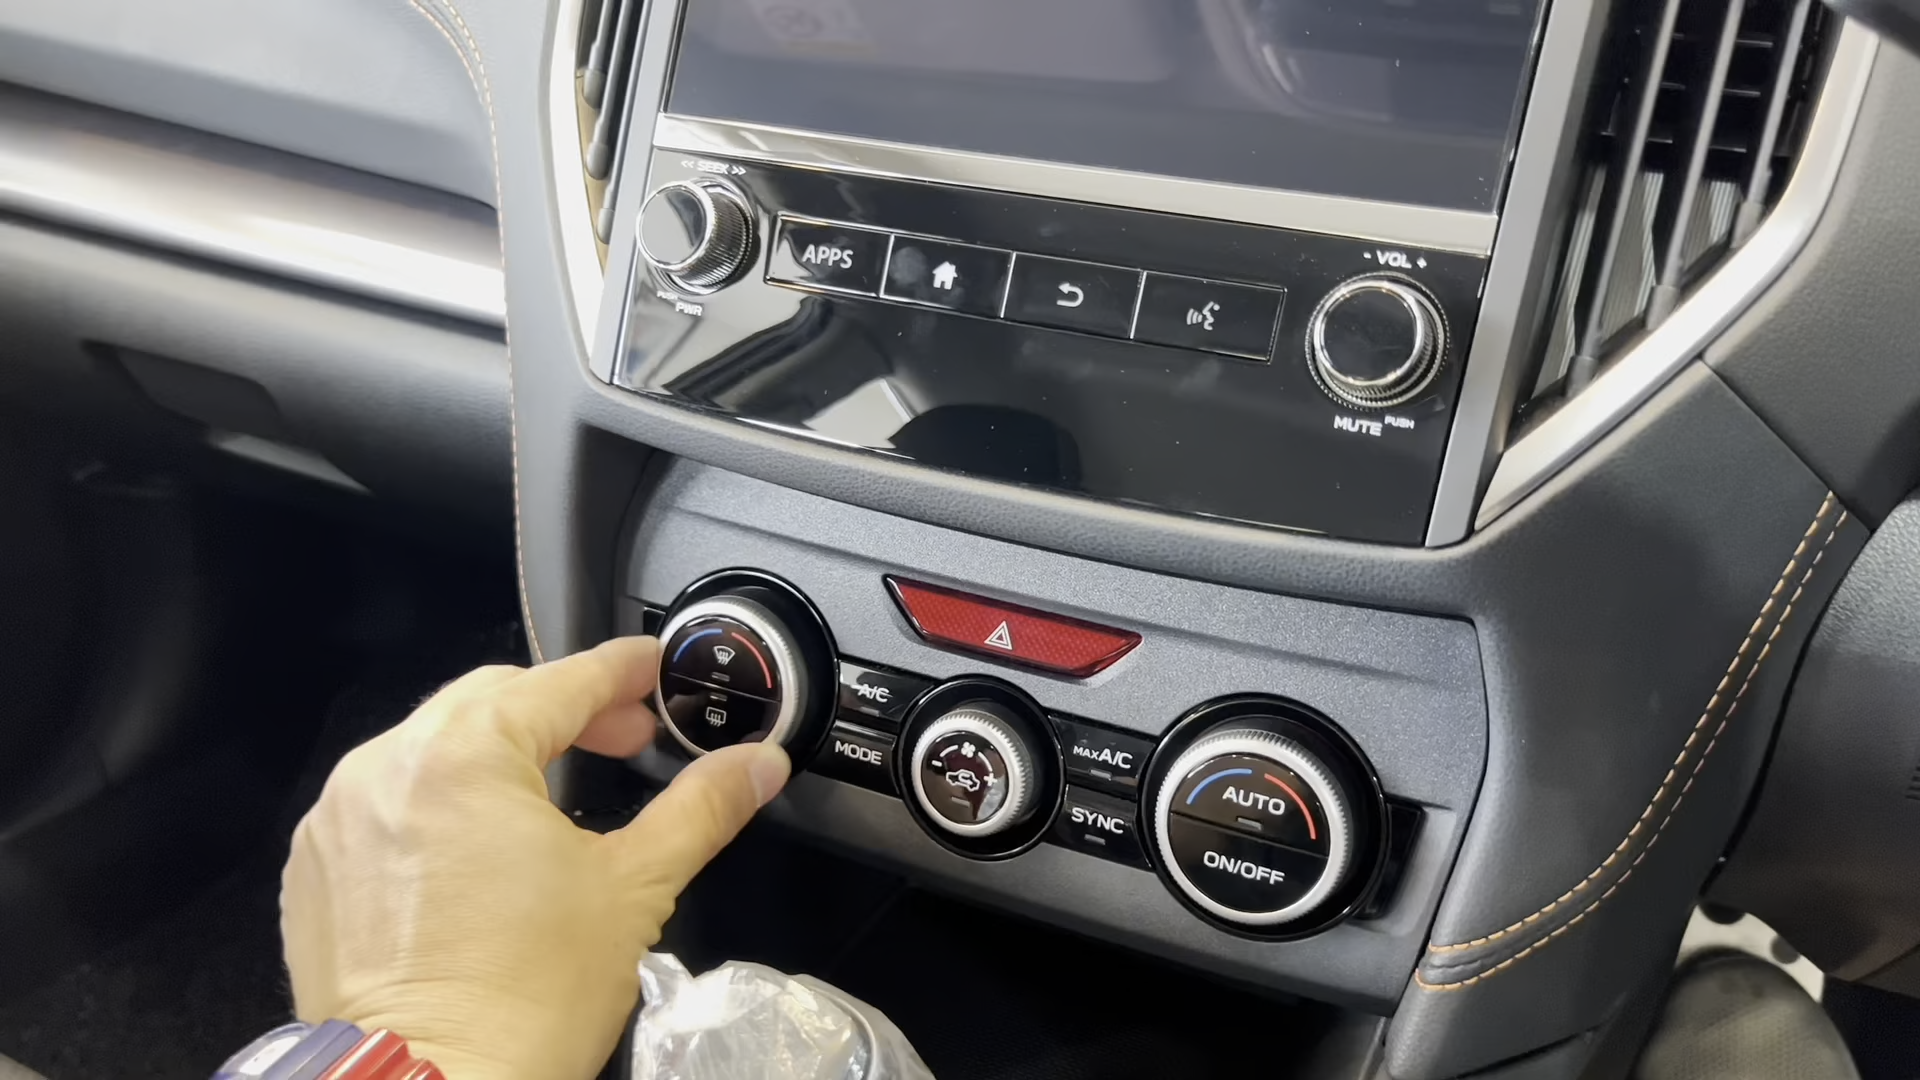 << SEEK >>
PUSH PWR
APPS
- VOL +
MUTE PUSH
A/C
MODE
- +
MAX A/C
SYNC
AUTO
ON/OFF